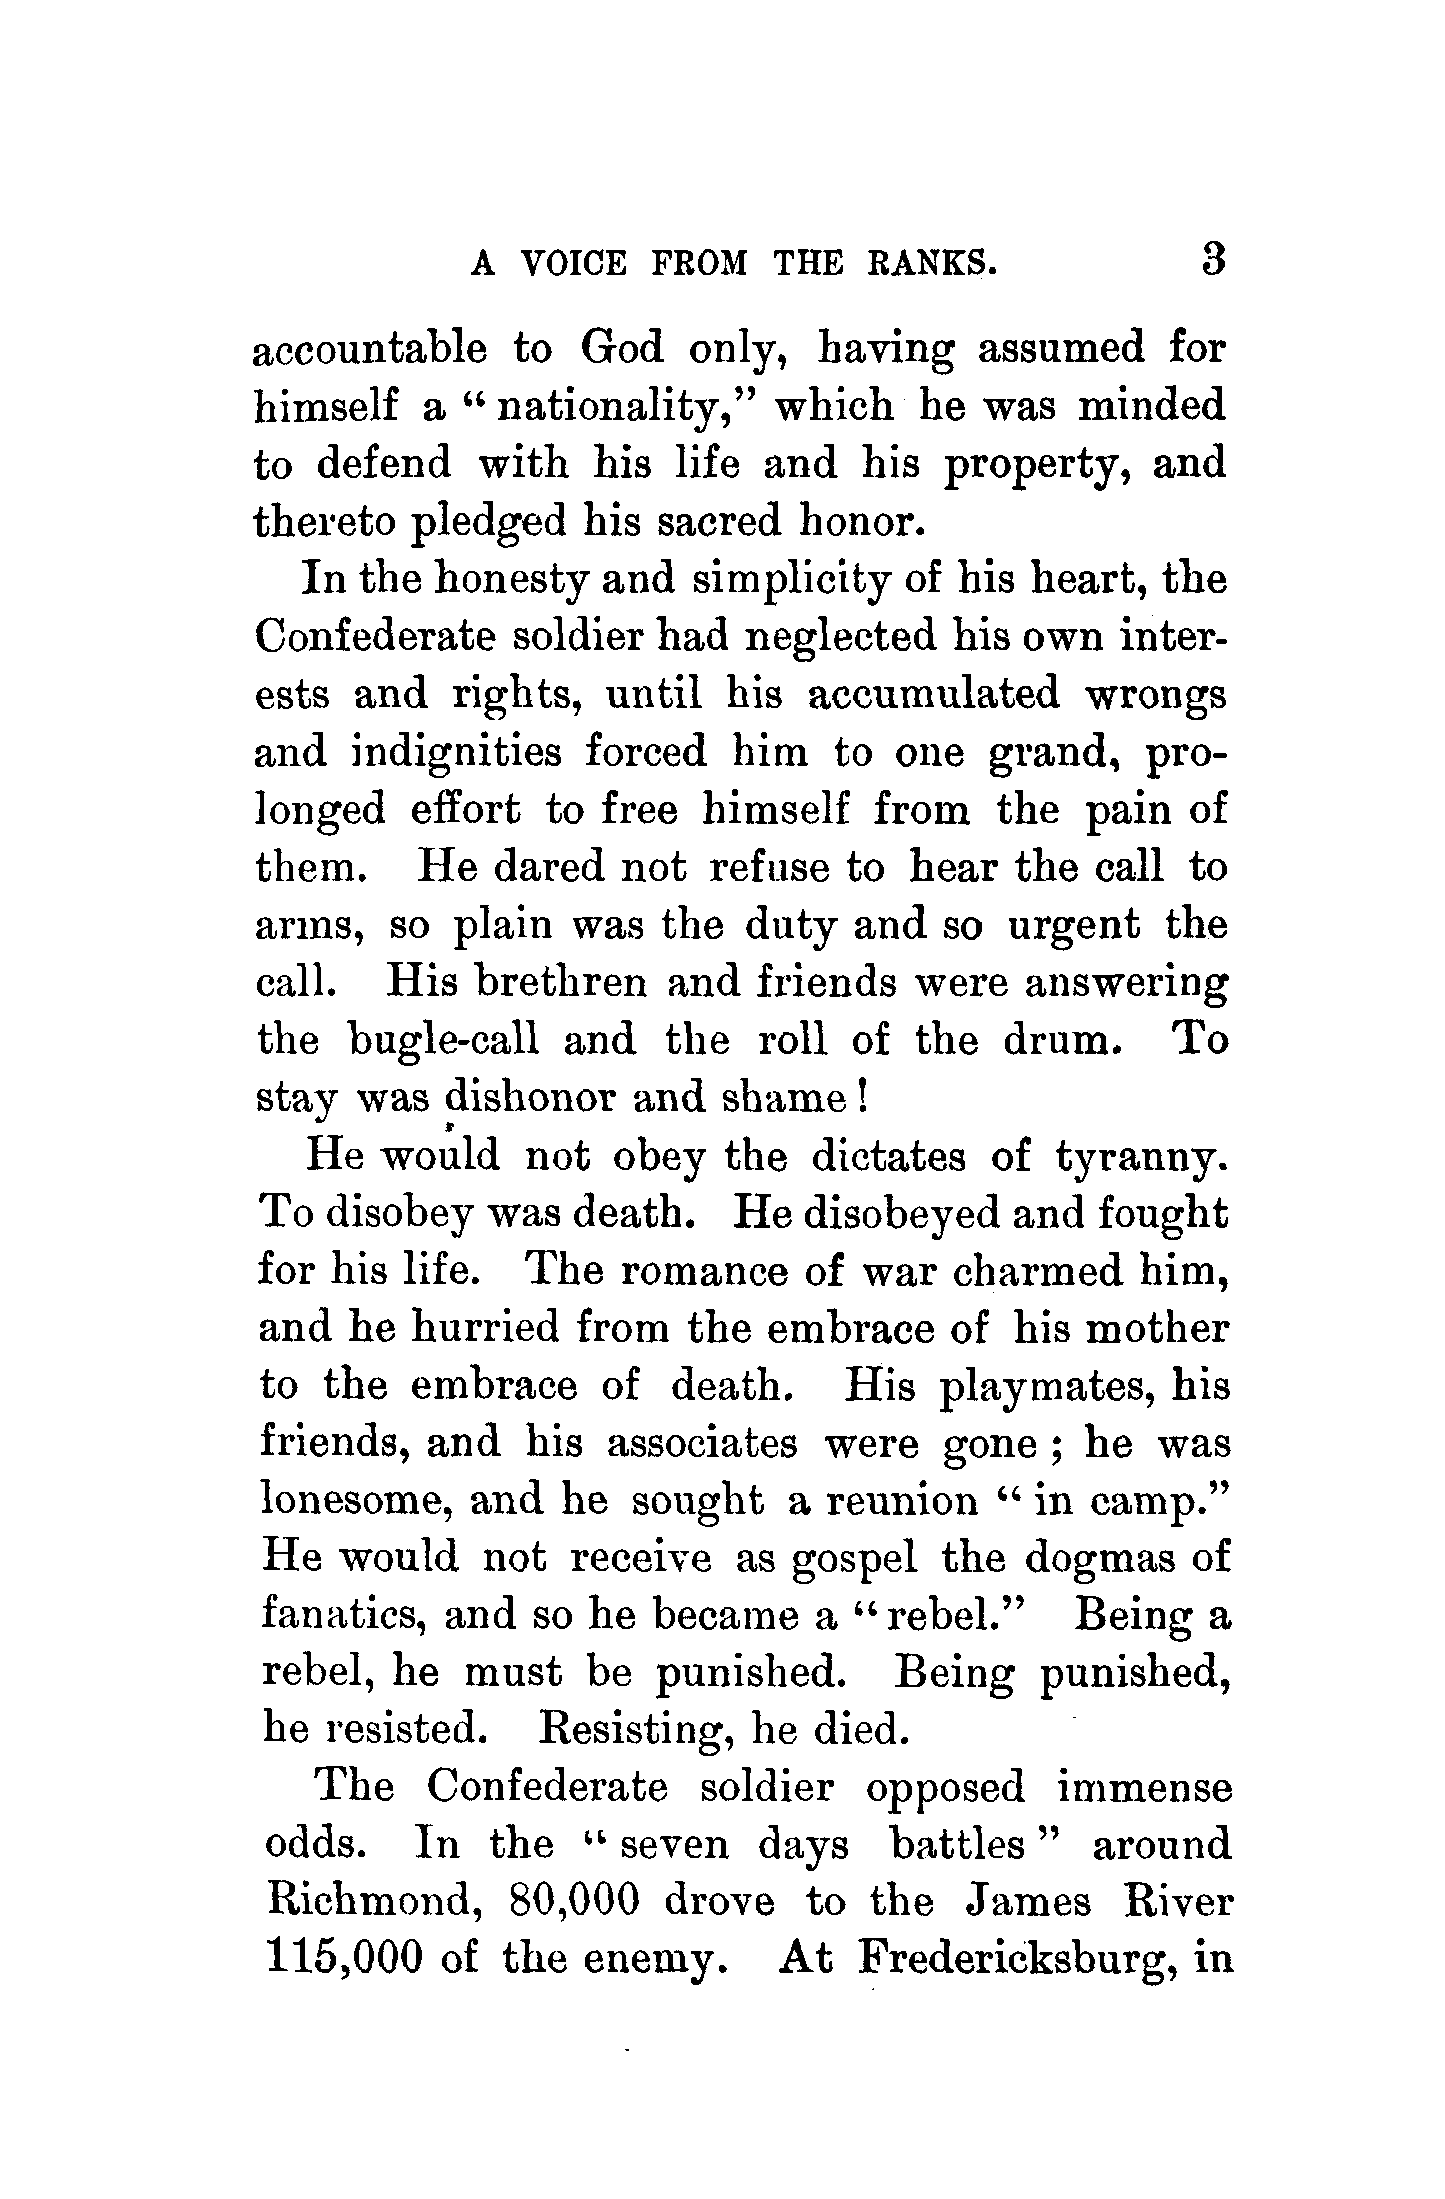 A VOICE FROM THE RANKS. 3
accountable to God only, having assumed for
himself a “ nationality,” which he was minded
to defend with his life and his property, and
thereto pledged his sacred honor.
In the honesty and simplicity of his heart, the
Confederate soldier had neglected his own inter-
ests and rights, until his accumulated wrongs
and indignities forced him to one grand, pro-
longed effort to free himself from the pain of
them. He dared not refuse to hear the call to
arms, so plain was the duty and so urgent the
call. His brethren and friends were answering
the bugle-call and the roll of the drum. To
stay was dishonor and shame !
He would not obey the dictates of tyranny.
To disobey was death. He disobeyed and fought
for his life. The romance of war charmed him,
and he hurried from the embrace of his mother
to the embrace of death. His playmates, his
friends, and his associates were gone ; he was
lonesome, and he sought a reunion “ in camp.”
He would not receive as gospel the dogmas of
fanatics, and so he became a “ rebel.” Being a
rebel, he must be punished. Being punished,
he resisted. Resisting, he died.
The Confederate soldier opposed immense
odds. In the “ seven days battles ” around
Richmond, 80,000 drove to the James River
115,000 of the enemy. At Fredericksburg, in